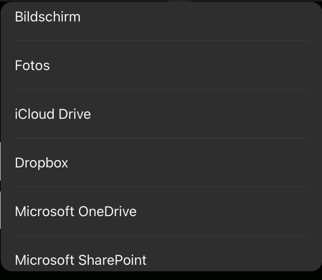 Bildschirm
Fotos
iCloud Drive
Dropbox
Microsoft OneDrive
Microsoft SharePoint